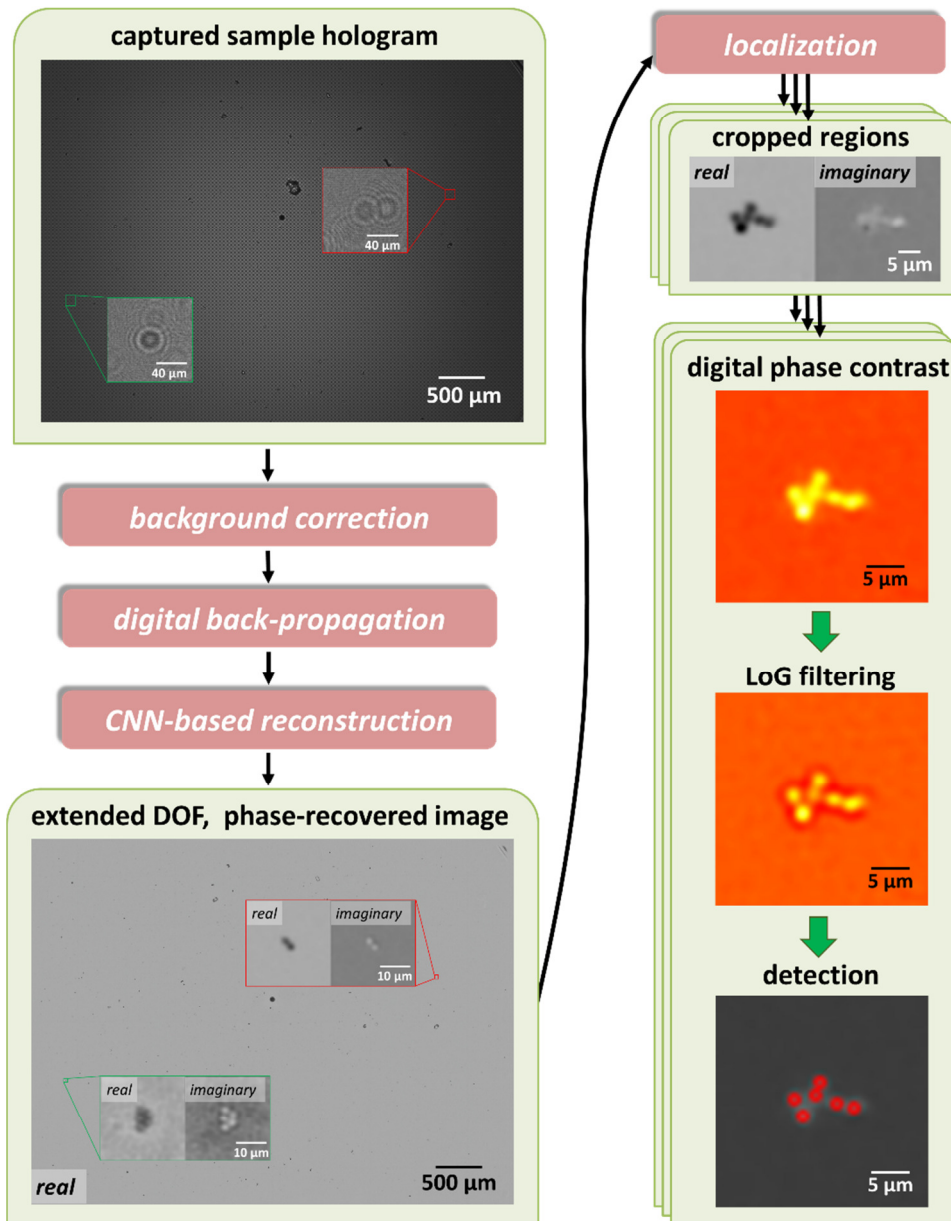 captured sample hologram
40 μm
40 μm
500 μm
background correction
digital back-propagation
CNN-based reconstruction
extended DOF, phase-recovered image
real
imaginary
10 μm
real
imaginary
10 μm
real
500 μm
localization
cropped regions
real
imaginary
5 μm
digital phase contrast
5 μm
LoG filtering
5 μm
detection
5 μm